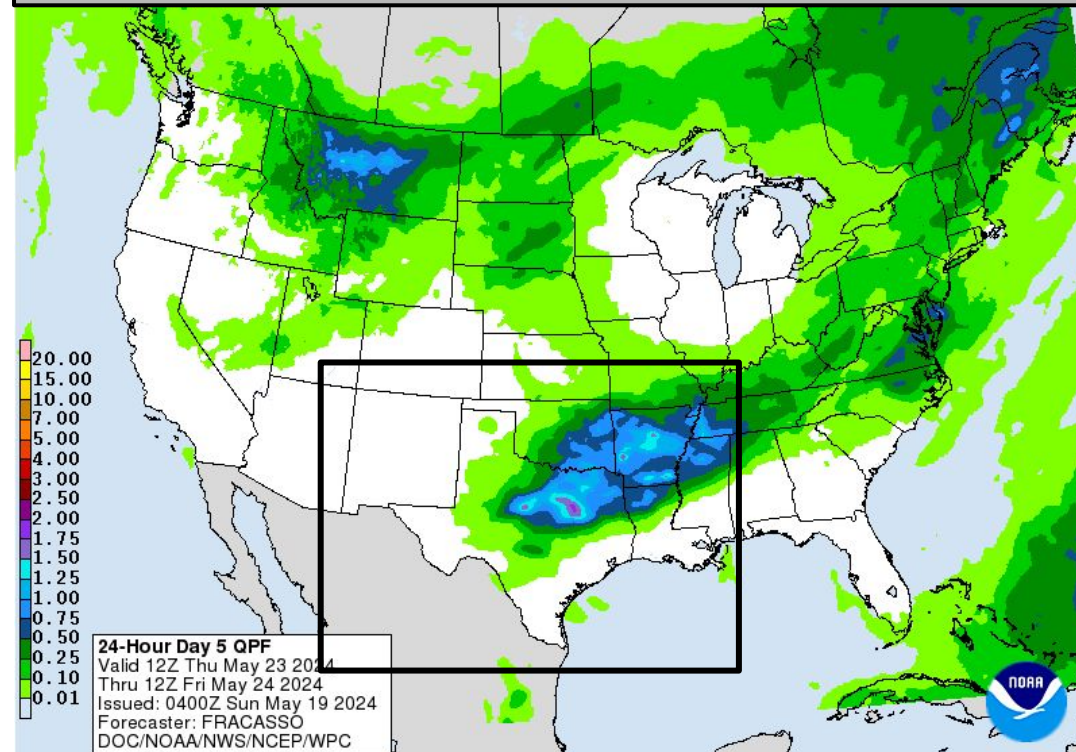 20.00
15.00
10.00
7.00
5.00
4.00
3.00
2.50
2.00
1.75
1.50
1.25
1.00
0.75
0.50
0.25
0.10
0.01
24-Hour Day 5 QPF
Valid 12Z Thu May 23 2024
Thru 12Z Fri May 24 2024
Issued: 0400Z Sun May 19 2024
Forecaster: FRACASSO
DOC/NOAA/NWS/NCEP/WPC
NOAA